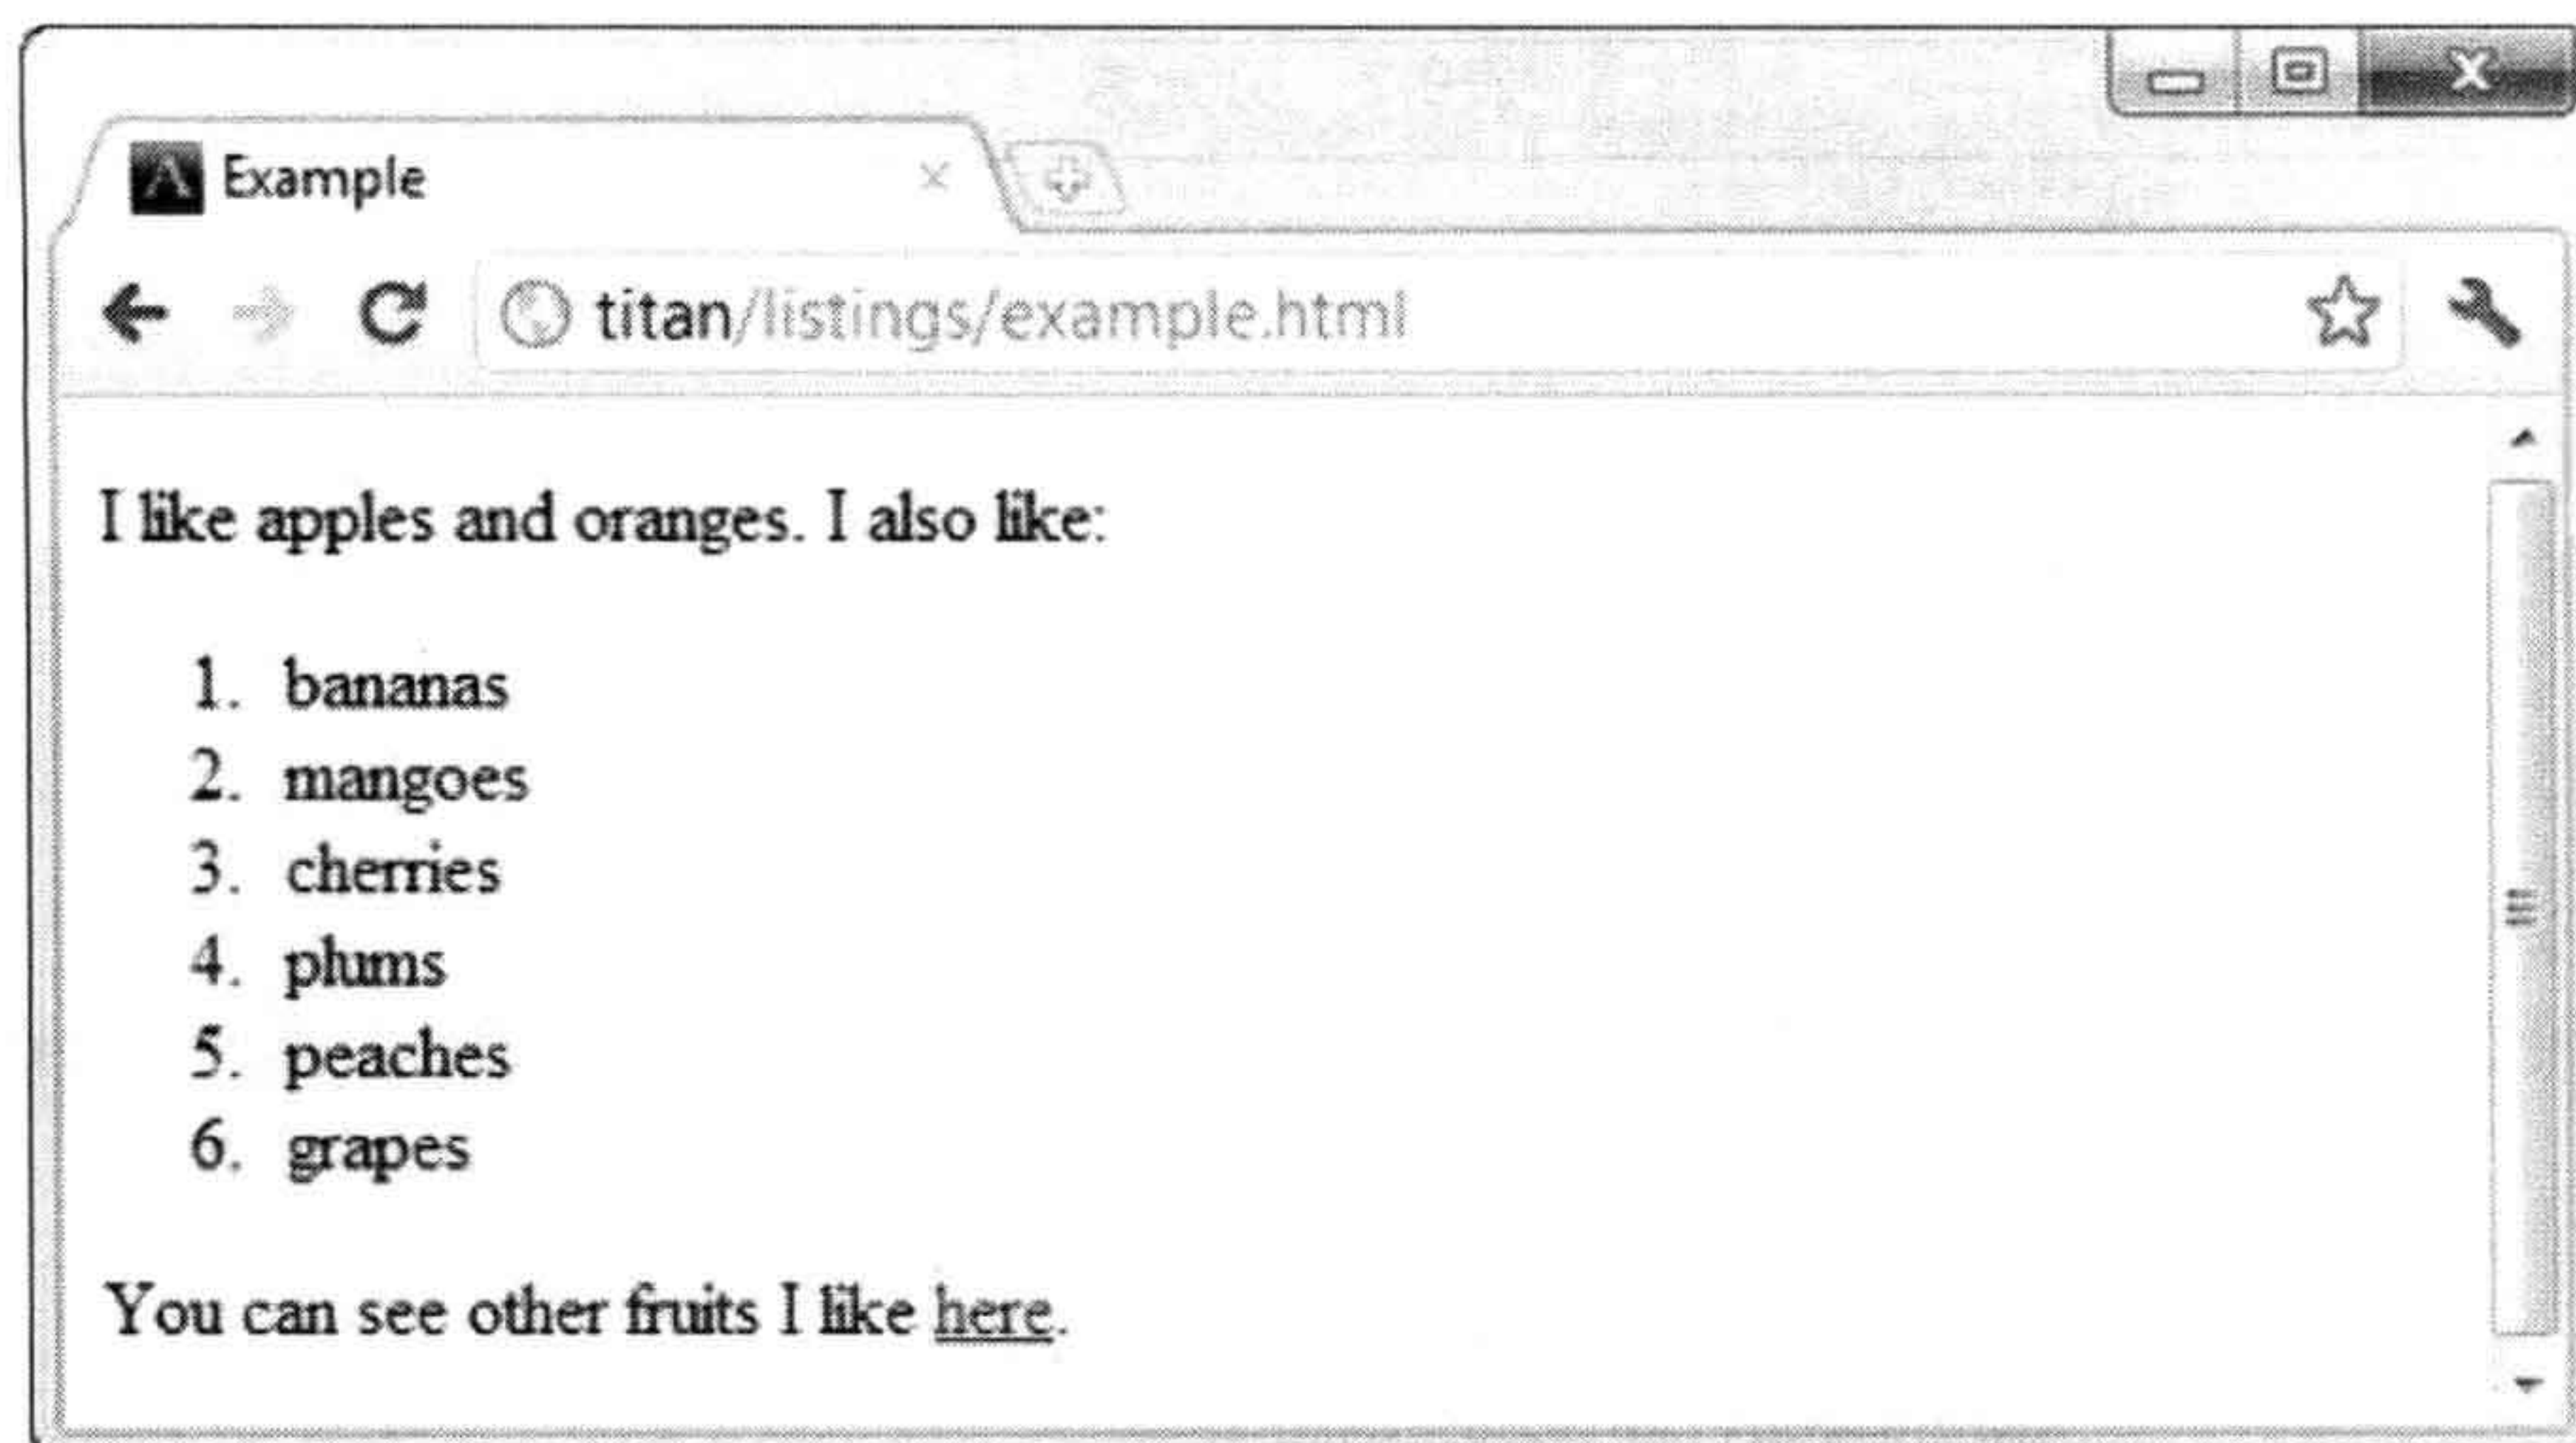 Example
titan/listings/example.html
I like apples and oranges. I also like:
1. bananas
2. mangoes
3. cherries
4. plums
5. peaches
6. grapes
You can see other fruits I like here.